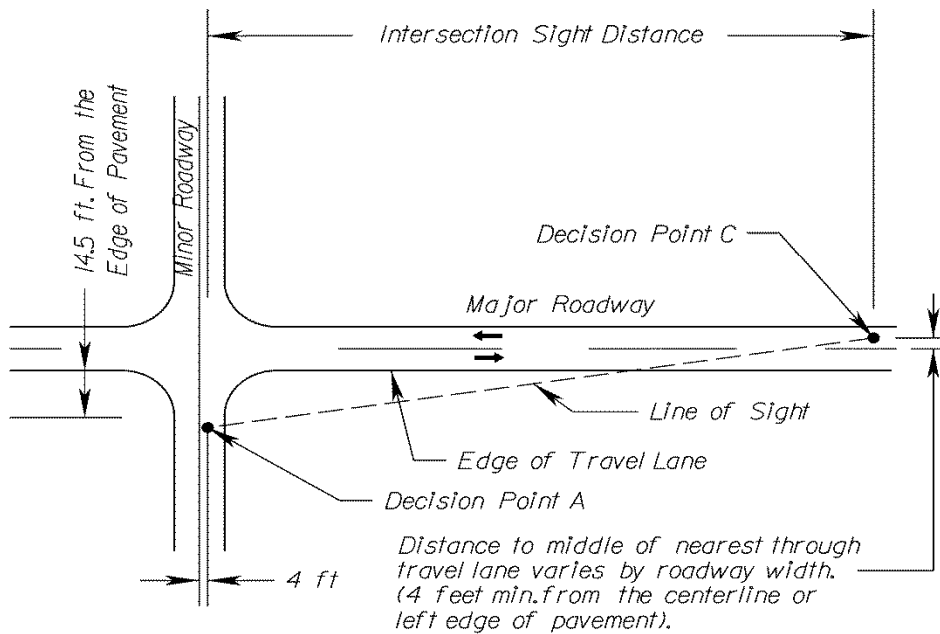 Intersection Sight Distance
14.5 ft. From the
Edge of Pavement
Minor Roadway
Decision Point C
Major Roadway
Line of Sight
Edge of Travel Lane
Decision Point A
4 ft
Distance to middle of nearest through
travel lane varies by roadway width.
(4 feet min. from the centerline or
left edge of pavement).